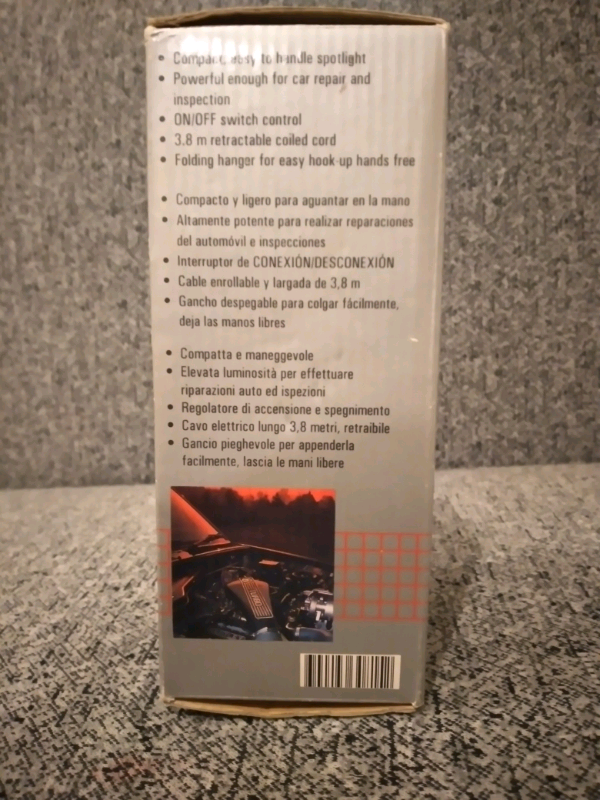 • Compact, easy to handle spotlight
• Powerful enough for car repair and
inspection
• ON/OFF switch control
• 3.8 m retractable coiled cord
• Folding hanger for easy hook-up hands free
• Compacto y ligero para aguantar en la mano
• Altamente potente para realizar reparaciones
del automóvil e inspecciones
• Interruptor de CONEXIÓN/DESCONEXIÓN
• Cable enrollable y largada de 3,8 m
• Gancho despegable para colgar fácilmente,
deja las manos libres
• Compatta e maneggevole
• Elevata luminosità per effettuare
riparazioni auto ed ispezioni
• Regolatore di accensione e spegnimento
• Cavo elettrico lungo 3,8 metri, retraibile
• Gancio pieghevole per appenderla
facilmente, lascia le mani libere